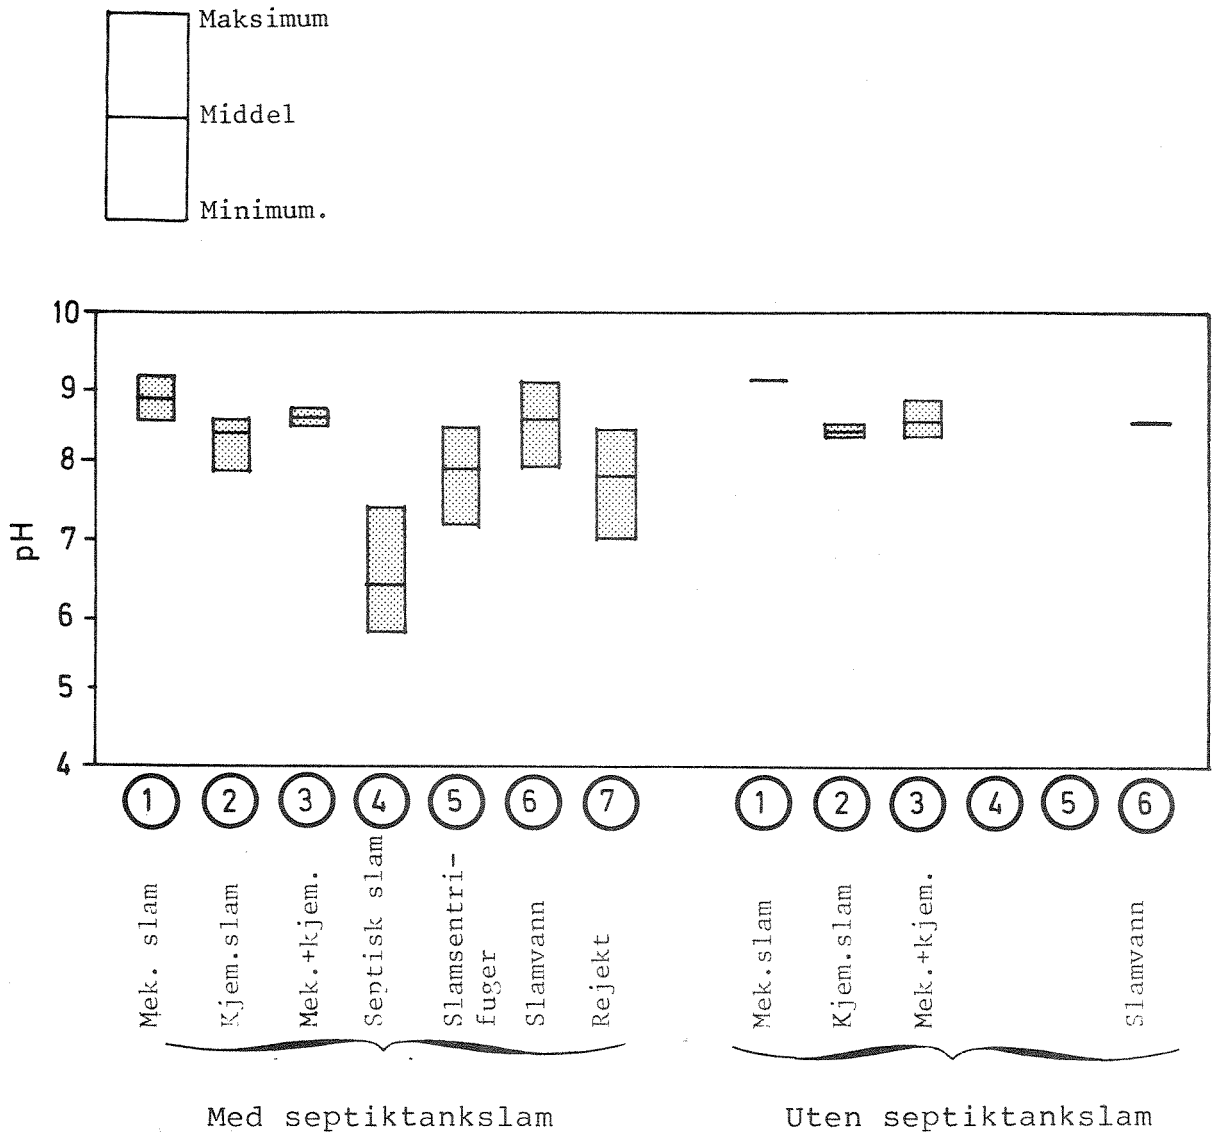 Maksimum
Middel
Minimum.
10
9
8
7
6
5
4
pH
1 2 3 4 5 6 7 1 2 3 4 5 6
Mek. slam
Kjem.slam
Mek.+kjem.
Septisk slam
Slamsentri-
fuger
Slamvann
Rejekt
Mek.slam
Kjem.slam
Mek.+kjem.
Slamvann
Med septiktankslam
Uten septiktankslam